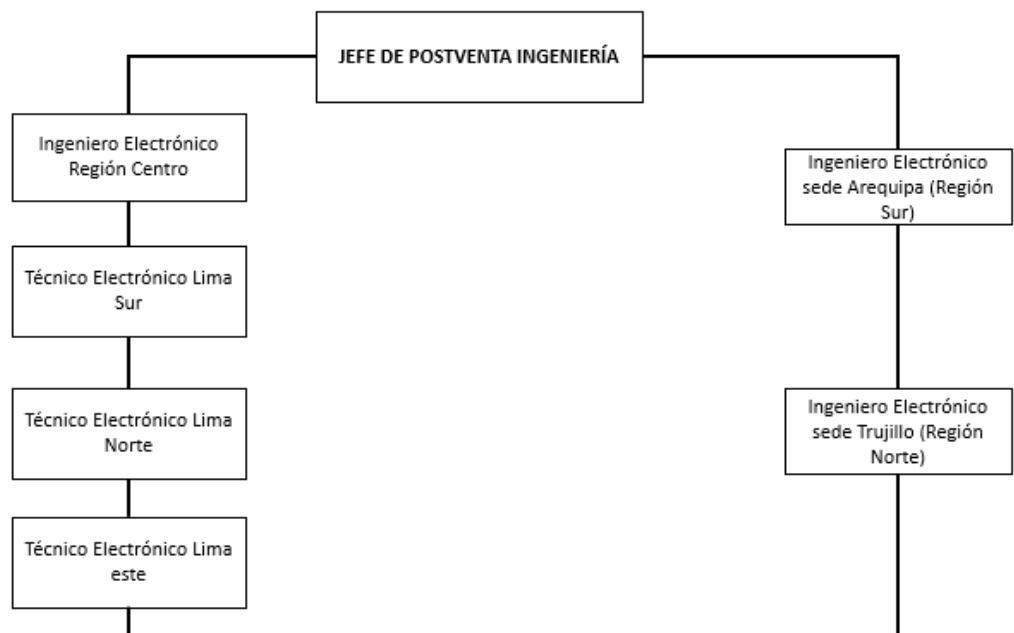 JEFE DE POSTVENTA INGENIERÍA
Ingeniero Electrónico
Región Centro
Técnico Electrónico Lima
Sur
Técnico Electrónico Lima
Norte
Técnico Electrónico Lima
este
Ingeniero Electrónico
sede Arequipa (Región
Sur)
Ingeniero Electrónico
sede Trujillo (Región
Norte)